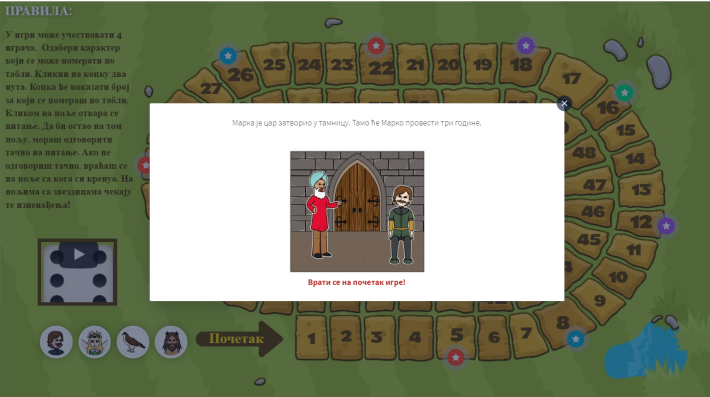 ПРАВИЛА:
У игри може учествовати 4
играча. Одабери карактер
који се може померати по
табли. Кликни на коцку два
пута. Коцка ће показати број
за који се помераш по табли.
Кликом на поље отвара се
питање. Да би остао на том
пољу, мораш одговорити
тачно на питање. Ако не
одговориш тачно, враћаш се
на поље са кога си кренуо. На
пољима са звездицама чекају
те изненађења!
27 26 25 24 23 22 21 20 19 18 17
16
15
14
13
12
11
10
9
48
47
46
45
Марка је цар затворио у тамницу. Тамо ће Марко провести три године.
Врати се на почетак игре!
Почетак
1 2 3 4 5 6 7 8